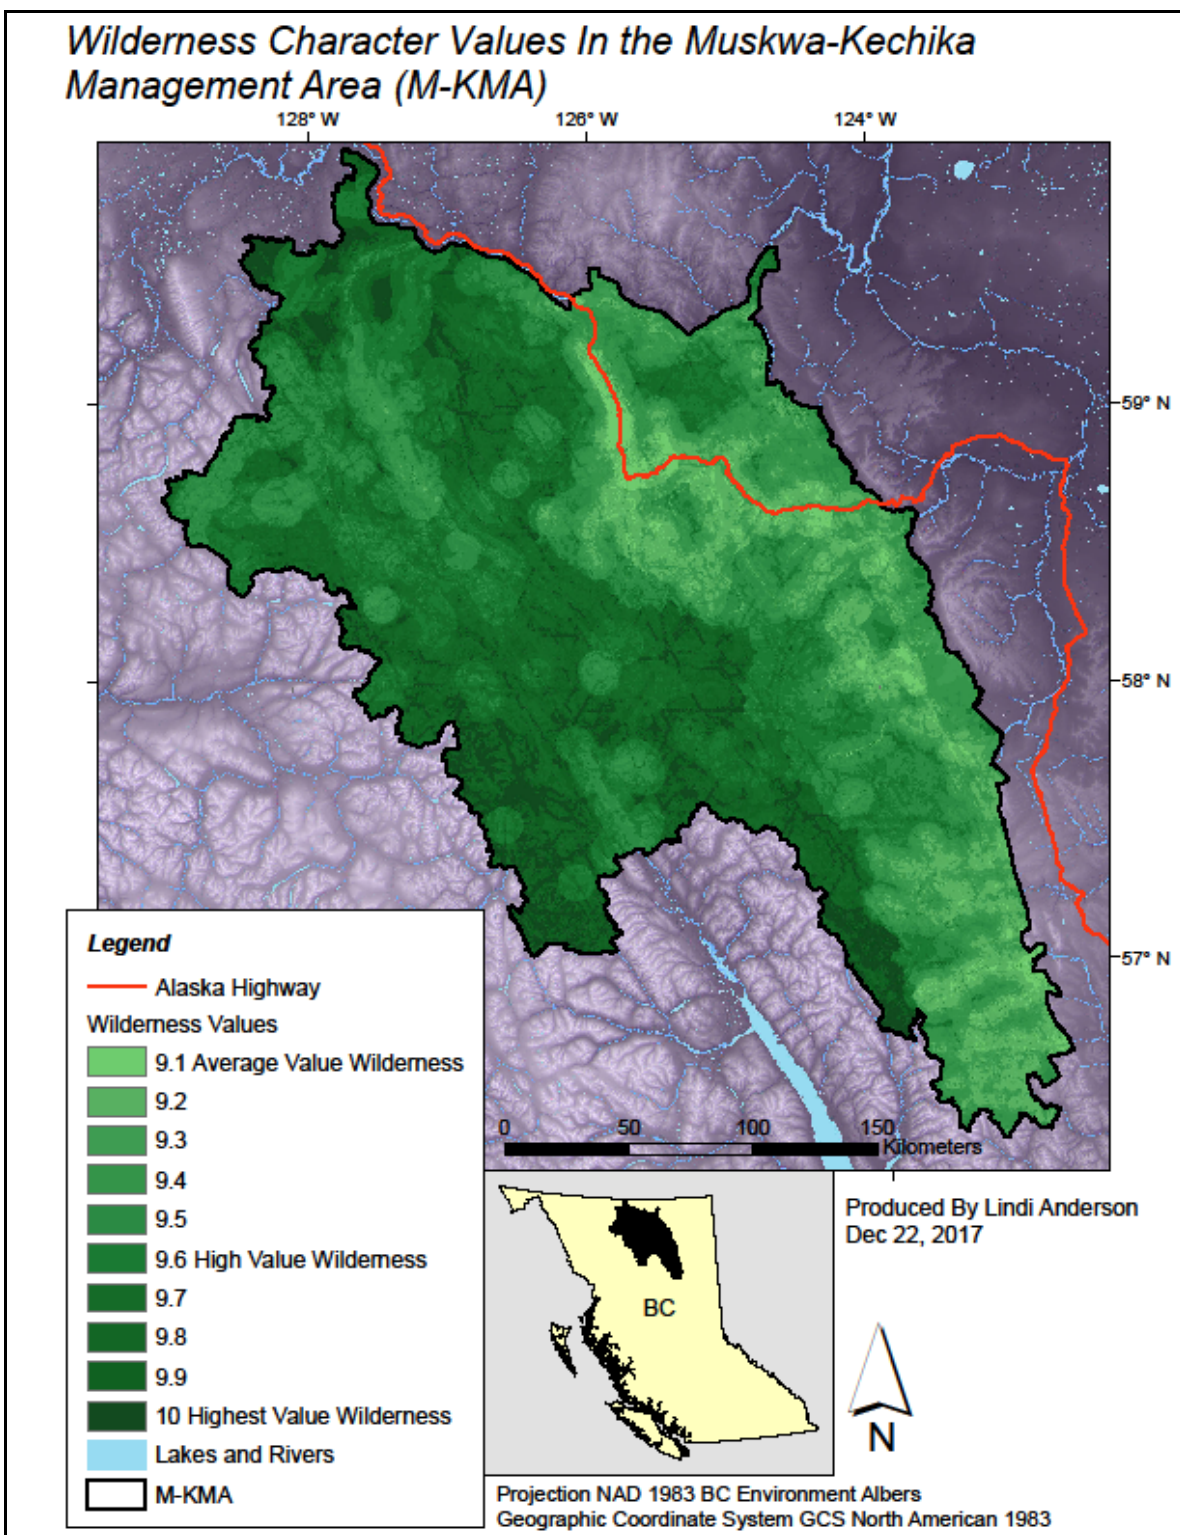 Wilderness Character Values In the Muskwa-Kechika
Management Area (M-KMA)
128° W
126° W
124° W
59° N
58° N
57° N
Legend
Alaska Highway
Wilderness Values
9.1 Average Value Wilderness
9.2
9.3
9.4
9.5
9.6 High Value Wilderness
9.7
9.8
9.9
10 Highest Value Wilderness
Lakes and Rivers
M-KMA
0 50 100 150
Kilometers
BC
Produced By Lindi Anderson
Dec 22, 2017
N
Projection NAD 1983 BC Environment Albers
Geographic Coordinate System GCS North American 1983